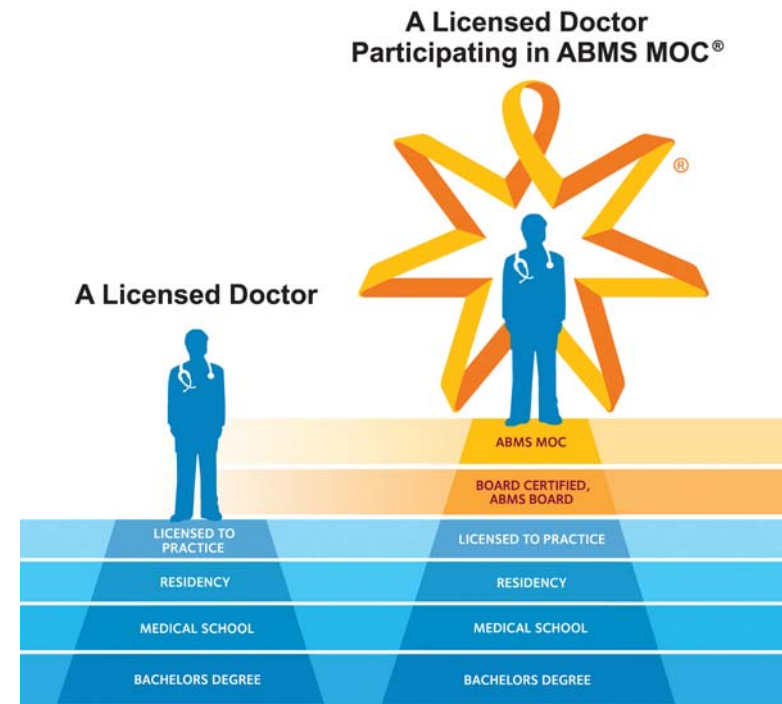 A Licensed Doctor
Participating in ABMS MOC®
®
A Licensed Doctor
ABMS MOC
BOARD CERTIFIED,
ABMS BOARD
LICENSED TO
PRACTICE
LICENSED TO PRACTICE
RESIDENCY
RESIDENCY
MEDICAL SCHOOL
MEDICAL SCHOOL
BACHELORS DEGREE
BACHELORS DEGREE